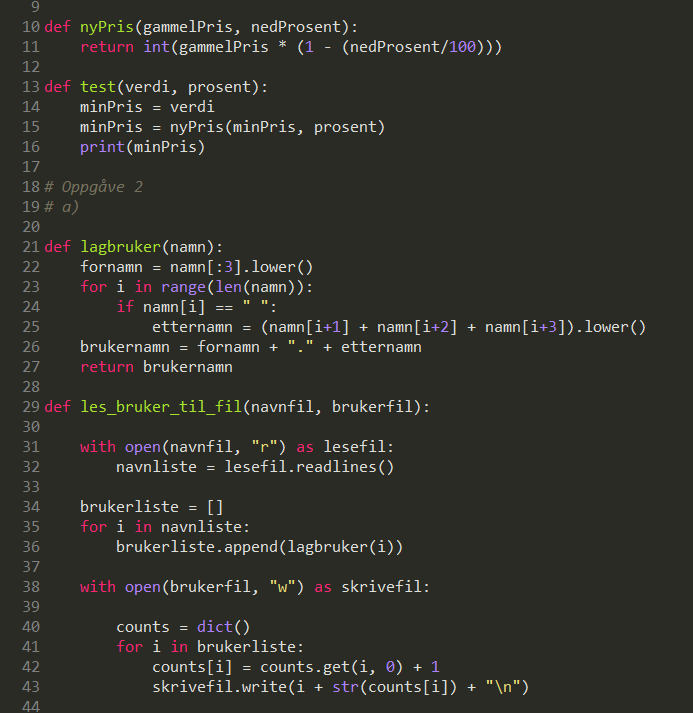 9
10 def nyPris(gammelPris, nedProsent):
11     return int(gammelPris * (1 - (nedProsent/100)))
12
13 def test(verdi, prosent):
14     minPris = verdi
15     minPris = nyPris(minPris, prosent)
16     print(minPris)
17
18 # Oppgåve 2
19 # a)
20
21 def lagbruker(namn):
22     fornamn = namn[:3].lower()
23     for i in range(len(namn)):
24         if namn[i] == " ":
25             etternamn = (namn[i+1] + namn[i+2] + namn[i+3]).lower()
26     brukernamn = fornamn + "." + etternamn
27     return brukernamn
28
29 def les_bruker_til_fil(navnfil, brukerfil):
30
31     with open(navnfil, "r") as lesefil:
32         navnliste = lesefil.readlines()
33
34     brukerliste = []
35     for i in navnliste:
36         brukerliste.append(lagbruker(i))
37
38     with open(brukerfil, "w") as skrivefil:
39
40         counts = dict()
41         for i in brukerliste:
42             counts[i] = counts.get(i, 0) + 1
43             skrivefil.write(i + str(counts[i]) + "\n")
44